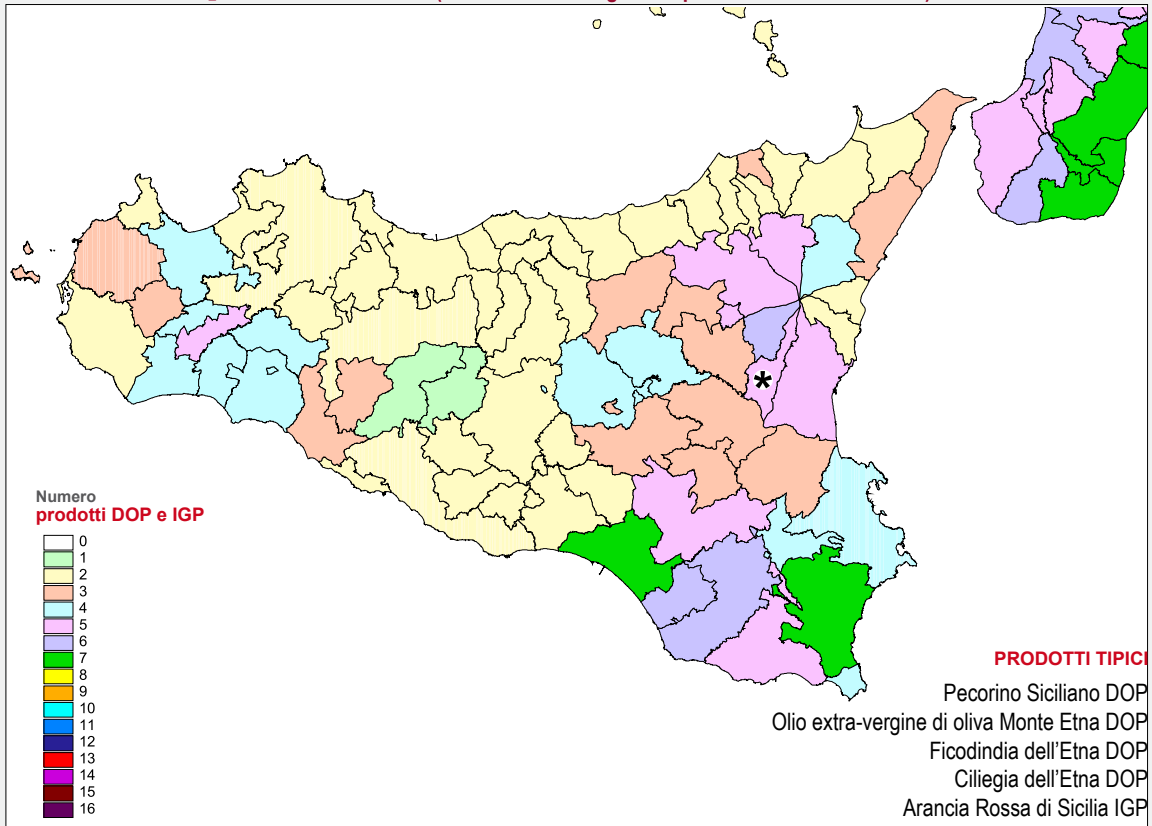 Numero
prodotti DOP e IGP
0
1
2
3
4
5
6
7
8
9
10
11
12
13
14
15
16
*
PRODOTTI TIPICI
Pecorino Siciliano DOP
Olio extra-vergine di oliva Monte Etna DOP
Ficodindia dell'Etna DOP
Ciliegia dell'Etna DOP
Arancia Rossa di Sicilia IGP